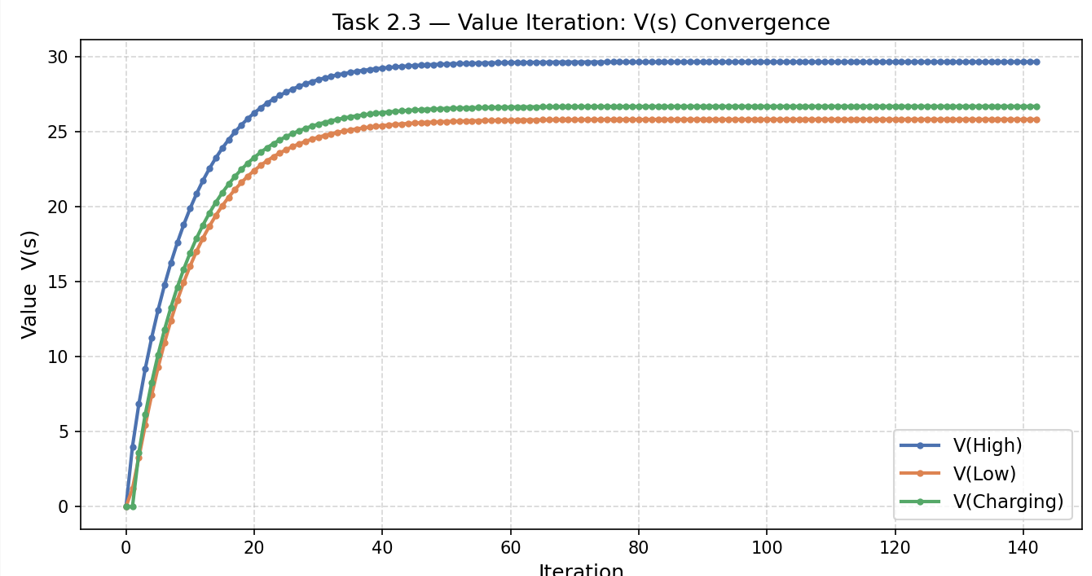 Task 2.3 — Value Iteration: V(s) Convergence
Value V(s)
30
25
20
15
10
5
0
0 20 40 60 80 100 120 140
Iteration
V(High)
V(Low)
V(Charging)